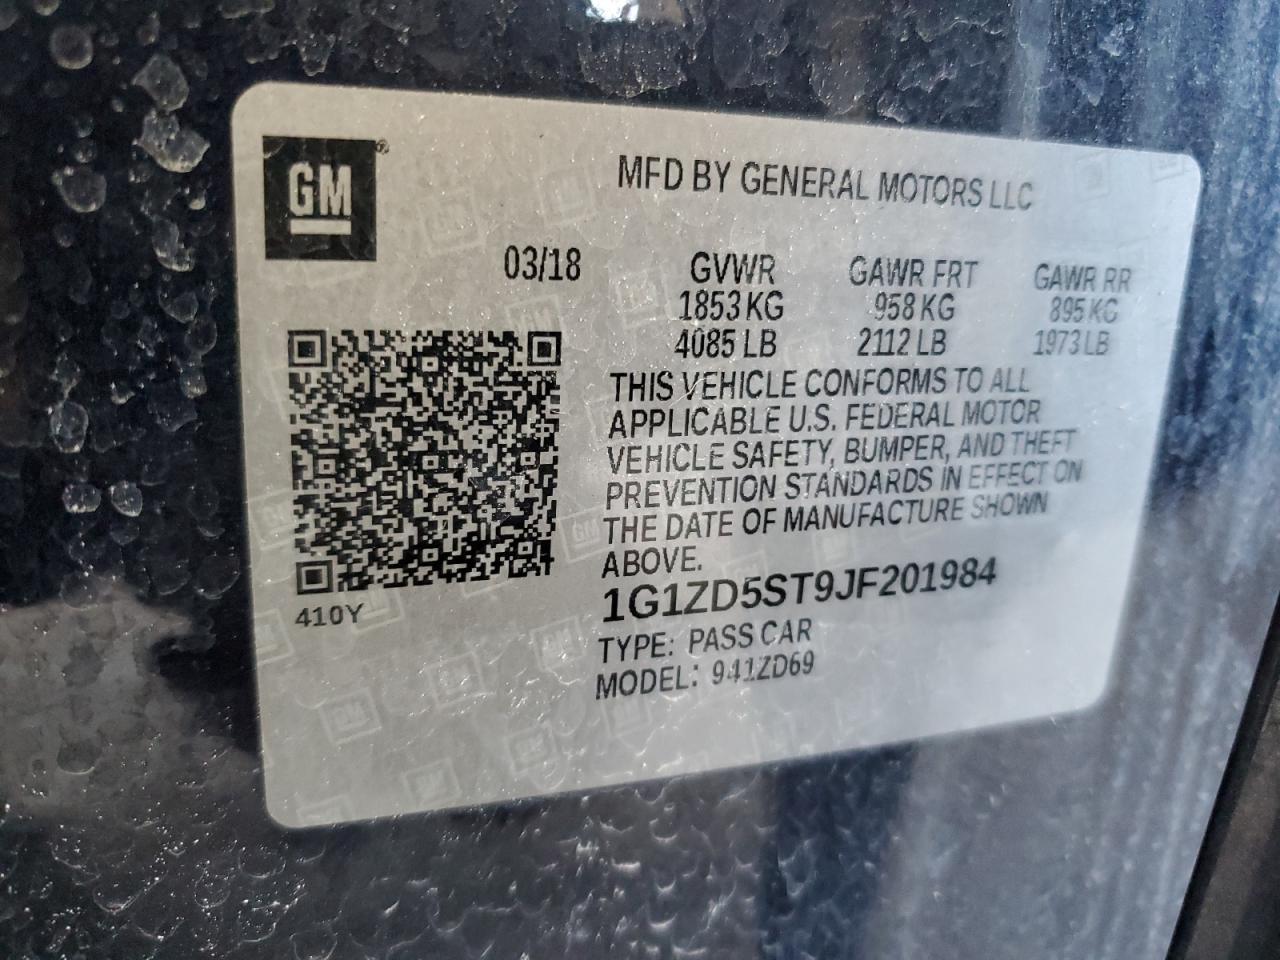 GM®
MFD BY GENERAL MOTORS LLC
03/18
GVWR GAWR FRT GAWR RR
1853 KG 958 KG 895 KG
4085 LB 2112 LB 1973 LB
THIS VEHICLE CONFORMS TO ALL
APPLICABLE U.S. FEDERAL MOTOR
VEHICLE SAFETY, BUMPER, AND THEFT
PREVENTION STANDARDS IN EFFECT ON
THE DATE OF MANUFACTURE SHOWN
ABOVE.
1G1ZD5ST9JF201984
TYPE: PASS CAR
MODEL: 941ZD69
410Y